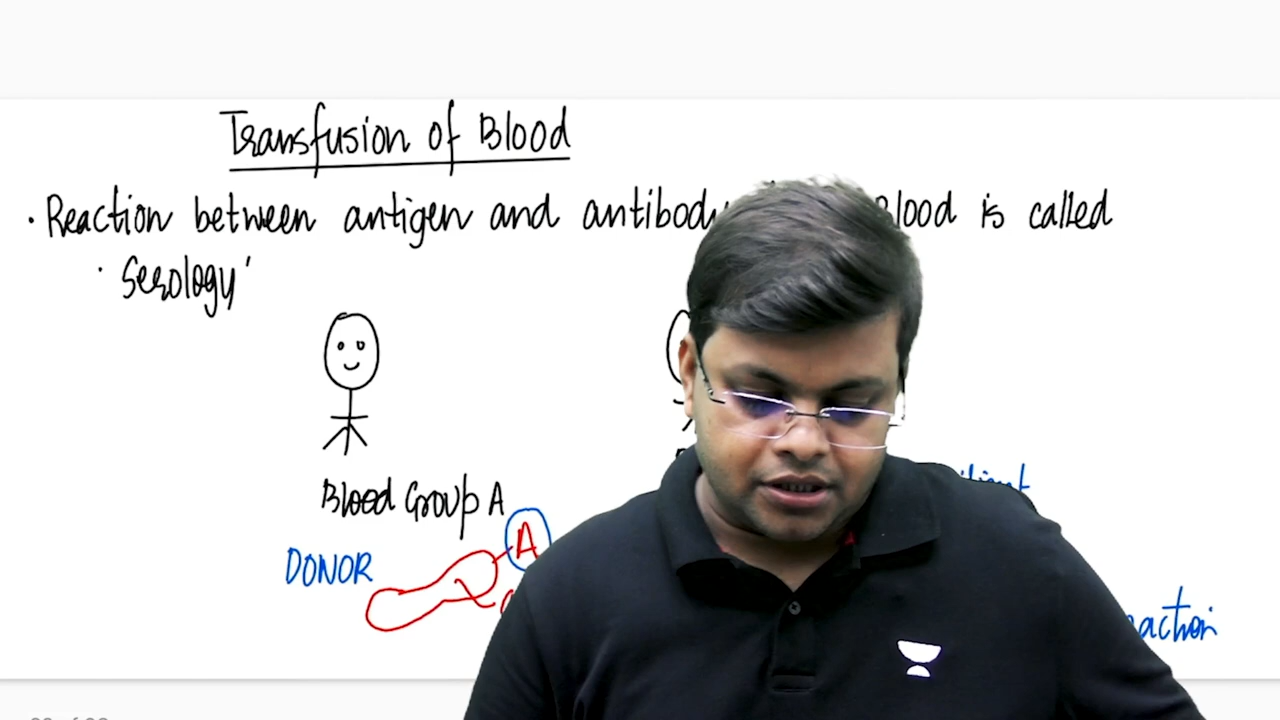 Transfusion of Blood
· Reaction between antigen and antibody Blood is called
'Serology'
Blood Group A
DONOR
A